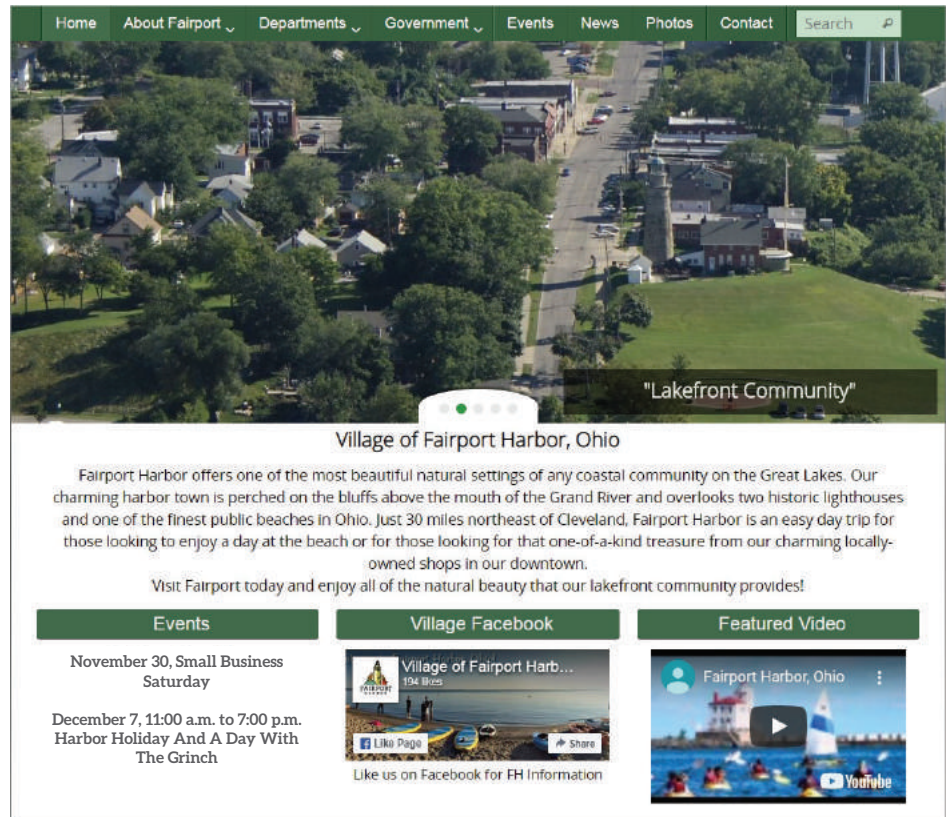 Home About Fairport Departments Government Events News Photos Contact Search
"Lakefront Community"
Village of Fairport Harbor, Ohio
Fairport Harbor offers one of the most beautiful natural settings of any coastal community on the Great Lakes. Our
charming harbor town is perched on the bluffs above the mouth of the Grand River and overlooks two historic lighthouses
and one of the finest public beaches in Ohio. Just 30 miles northeast of Cleveland, Fairport Harbor is an easy day trip for
those looking to enjoy a day at the beach or for those looking for that one-of-a-kind treasure from our charming locally-
owned shops in our downtown.
Visit Fairport today and enjoy all of the natural beauty that our lakefront community provides!
Events
November 30, Small Business
Saturday
December 7, 11:00 a.m. to 7:00 p.m.
Harbor Holiday And A Day With
The Grinch
Village Facebook
Village of Fairport Harb...
194 likes
FAIRPORT
HARBOR
Like Page
Share
Like us on Facebook for FH Information
Featured Video
Fairport Harbor, Ohio
YouTube